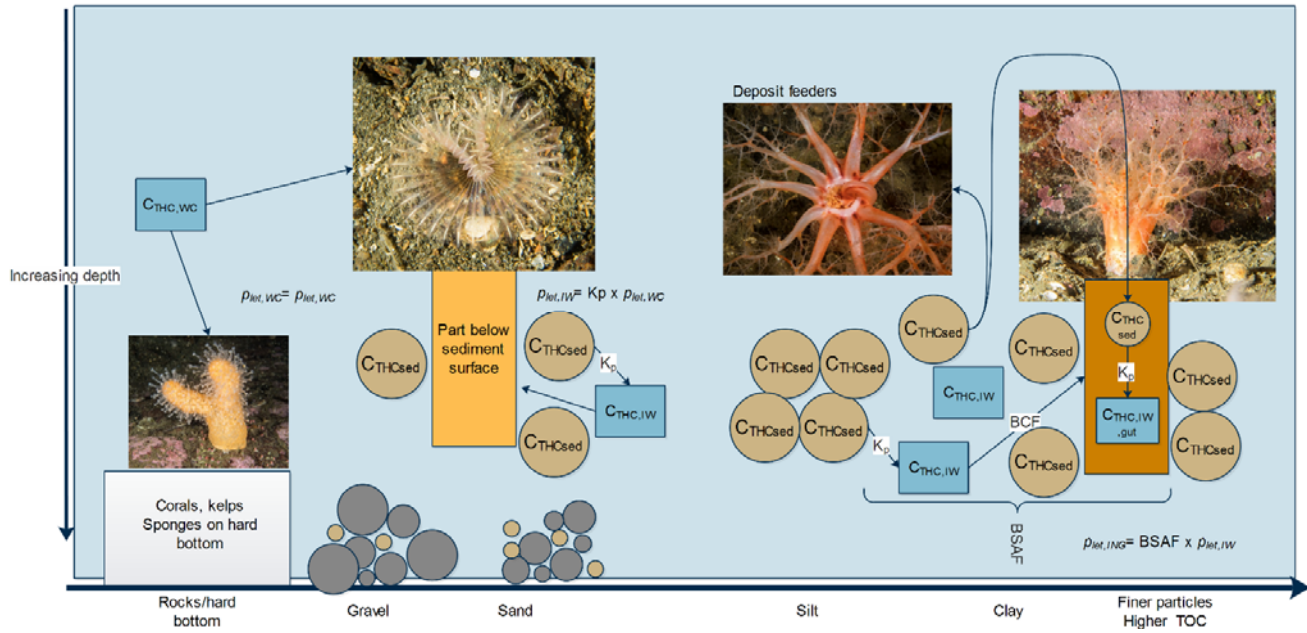 Deposit feeders
C_THC,WC
Increasing depth
p_let,WC= p_let,WC
p_let,IW= Kp x p_let,WC
Part below
sediment
surface
C_THCsed
C_THCsed
K_p
C_THC,IW
C_THCsed
C_THCsed
C_THCsed
C_THCsed
C_THCsed
K_p
C_THCsed
C_THC,IW
C_THC,IW
BCF
C_THCsed
C_THCsed
C_THC
sed
K_p
C_THC,IW
,gut
C_THCsed
C_THCsed
BSAF
p_let,ING= BSAF x p_let,IW
Corals, kelps
Sponges on hard
bottom
Rocks/hard
bottom
Gravel
Sand
Silt
Clay
Finer particles
Higher TOC